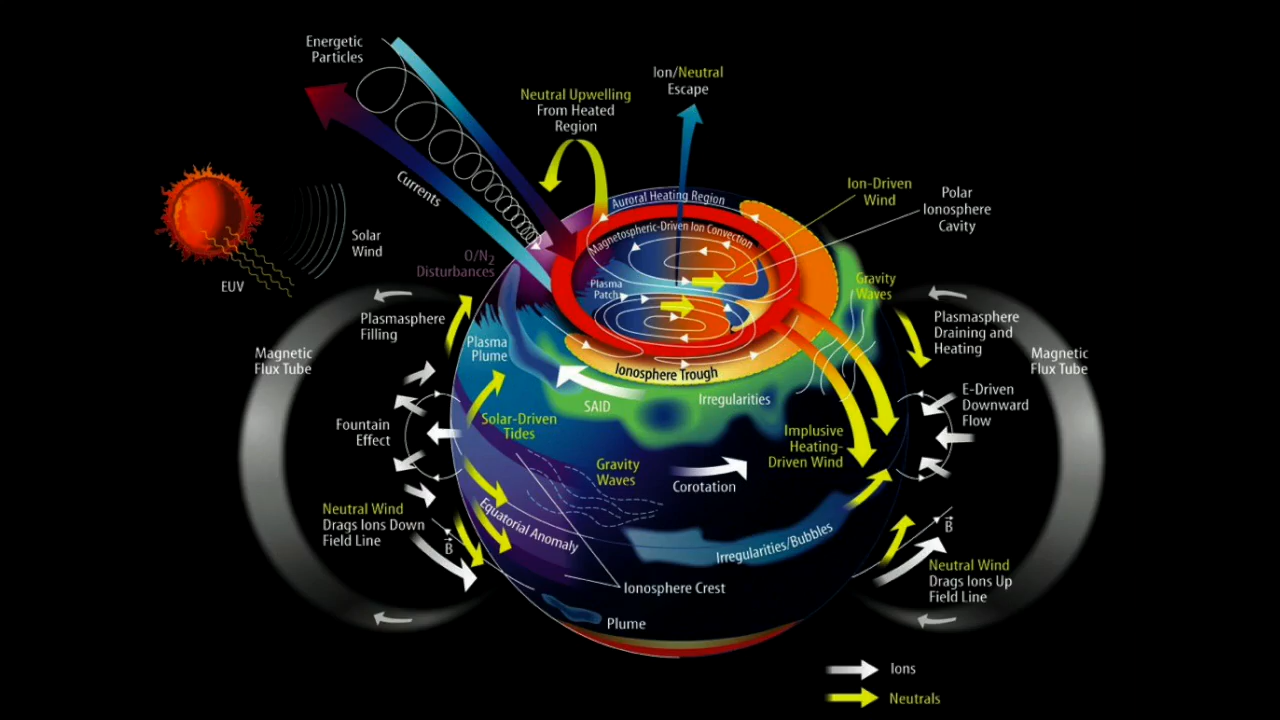 Energetic
Particles
Ion/Neutral
Escape
Neutral Upwelling
From Heated
Region
Currents
Auroral Heating Region
Ion-Driven
Wind
Polar
Ionosphere
Cavity
Magnetospheric-Driven Ion Convection
Solar
Wind
EUV
O/N2
Disturbances
Plasma
Patch
Gravity
Waves
Plasmasphere
Filling
Plasmasphere
Draining and
Heating
Magnetic
Flux Tube
Plasma
Plume
Magnetic
Flux Tube
Ionosphere Trough
SAID
Irregularities
E-Driven
Downward
Flow
Fountain
Effect
Solar-Driven
Tides
Implusive
Heating-
Driven Wind
Gravity
Waves
Corotation
Neutral Wind
Drags Ions Down
Field Line
B
Equatorial Anomaly
Irregularities/Bubbles
B
Neutral Wind
Drags Ions Up
Field Line
Ionosphere Crest
Plume
Ions
Neutrals